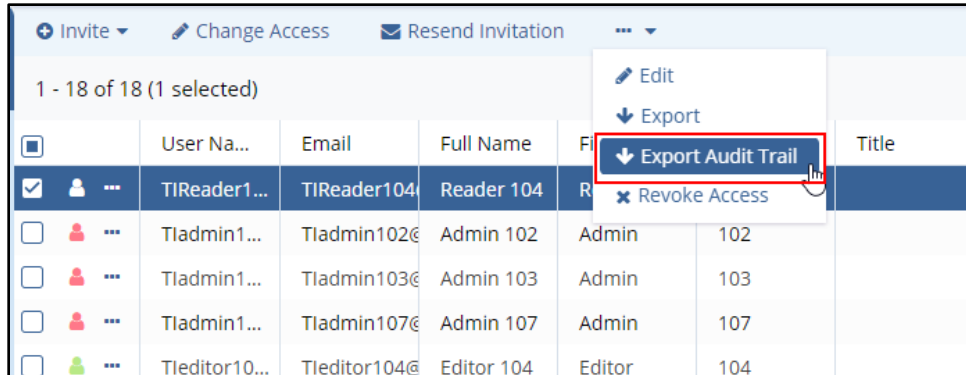 Invite Change Access Resend Invitation ...
1 - 18 of 18 (1 selected)
Edit
Export
Export Audit Trail
Revoke Access
User Na... Email Full Name Fi Title
... TIReader1... TIReader104 Reader 104 R
... TIadmin1... TIadmin102@ Admin 102 Admin 102
... TIadmin1... TIadmin103@ Admin 103 Admin 103
... TIadmin1... TIadmin107@ Admin 107 Admin 107
... TIeditor10... TIeditor104@ Editor 104 Editor 104